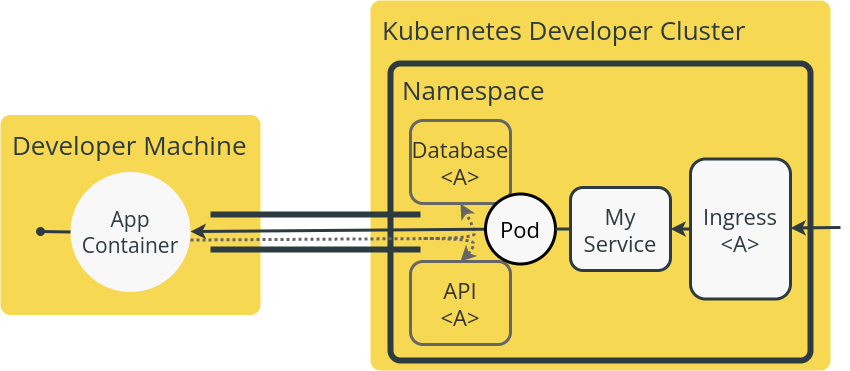 Kubernetes Developer Cluster
Namespace
Developer Machine
App
Container
Database
<A>
API
<A>
Pod
My
Service
Ingress
<A>